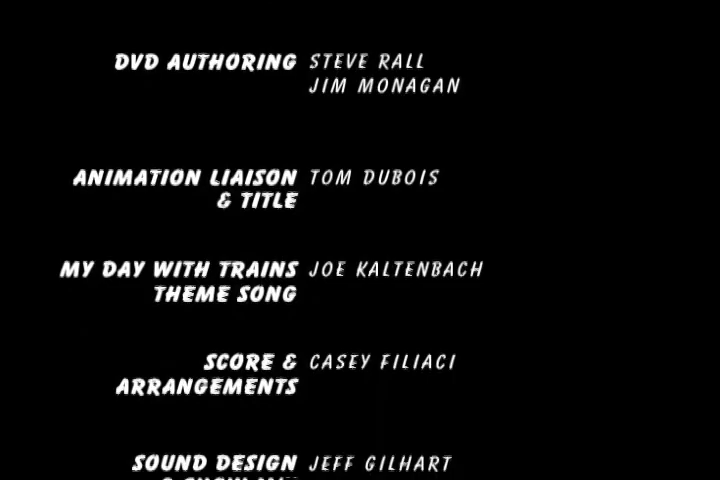 DVD AUTHORING STEVE RALL
JIM MONAGAN
ANIMATION LIAISON TOM DUBOIS
& TITLE
MY DAY WITH TRAINS JOE KALTENBACH
THEME SONG
SCORE & CASEY FILIACI
ARRANGEMENTS
SOUND DESIGN JEFF GILHART